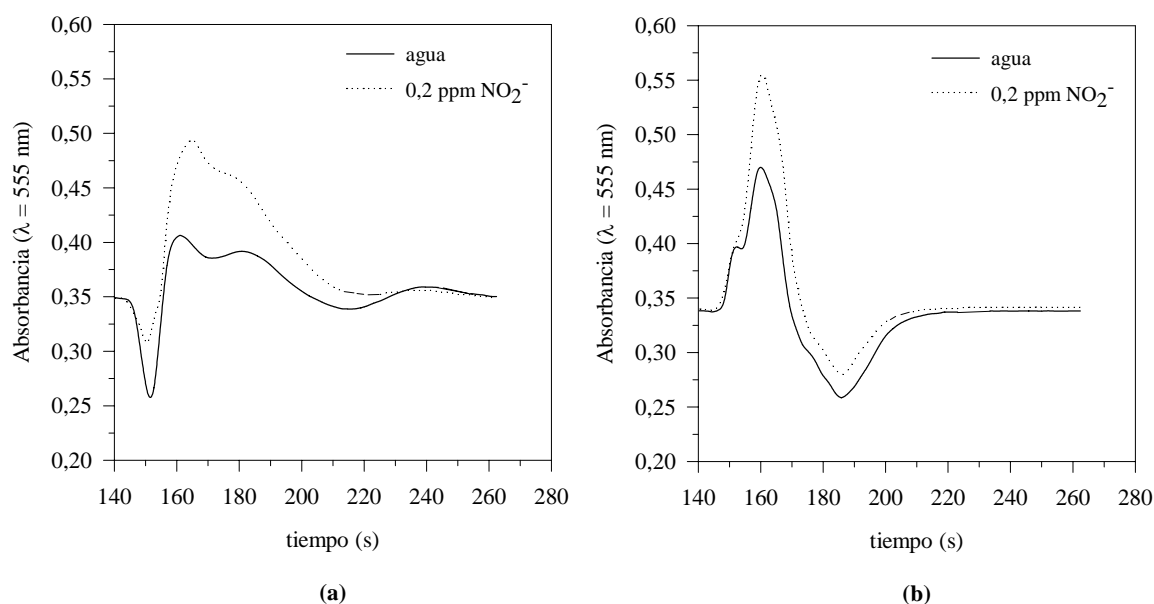 0,60
0,55
0,50
0,45
0,40
0,35
0,30
0,25
0,20
Absorbancia (λ = 555 nm)
agua
0,2 ppm NO2-
140 160 180 200 220 240 260 280
tiempo (s)
(a)
0,60
0,55
0,50
0,45
0,40
0,35
0,30
0,25
0,20
Absorbancia (λ = 555 nm)
agua
0,2 ppm NO2-
140 160 180 200 220 240 260 280
tiempo (s)
(b)